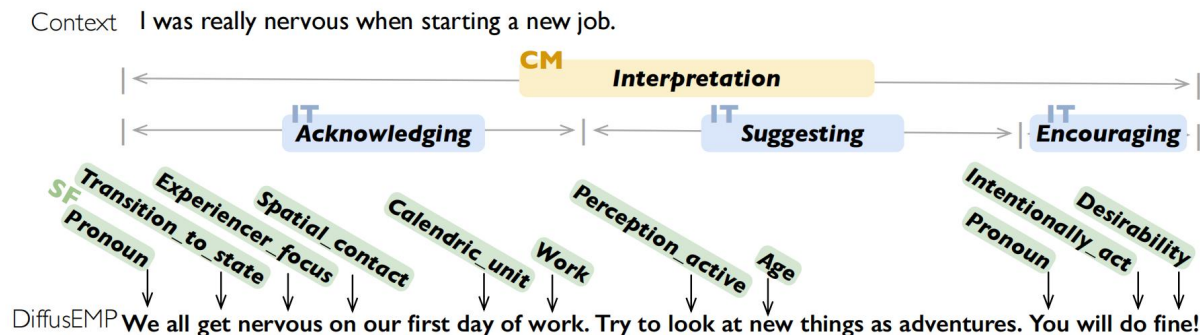 Context I was really nervous when starting a new job.
CM
Interpretation
IT IT IT
Acknowledging Suggesting Encouraging
SF
Pronoun
Transition_to_state
Experiencer_focus
Spatial_contact
Calendric_unit
Work
Perception_active
Age
Pronoun
Intentionally_act
Desirability
DiffusEMP We all get nervous on our first day of work. Try to look at new things as adventures. You will do fine!